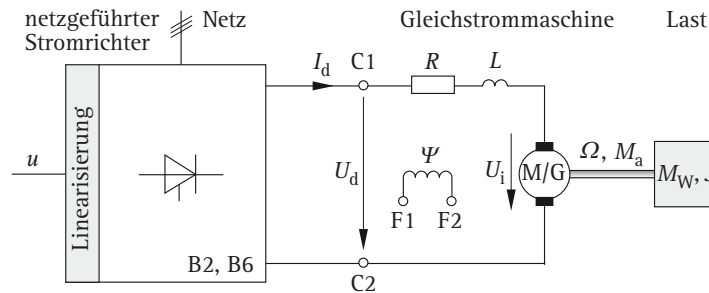 netzgeführter
Stromrichter
Netz
Gleichstrommaschine
Last
I_d
C1
R
L
Linearisierung
u
U_d
Ψ
F1 F2
U_i
M/G
Ω, M_a
M_W, J
B2, B6
C2